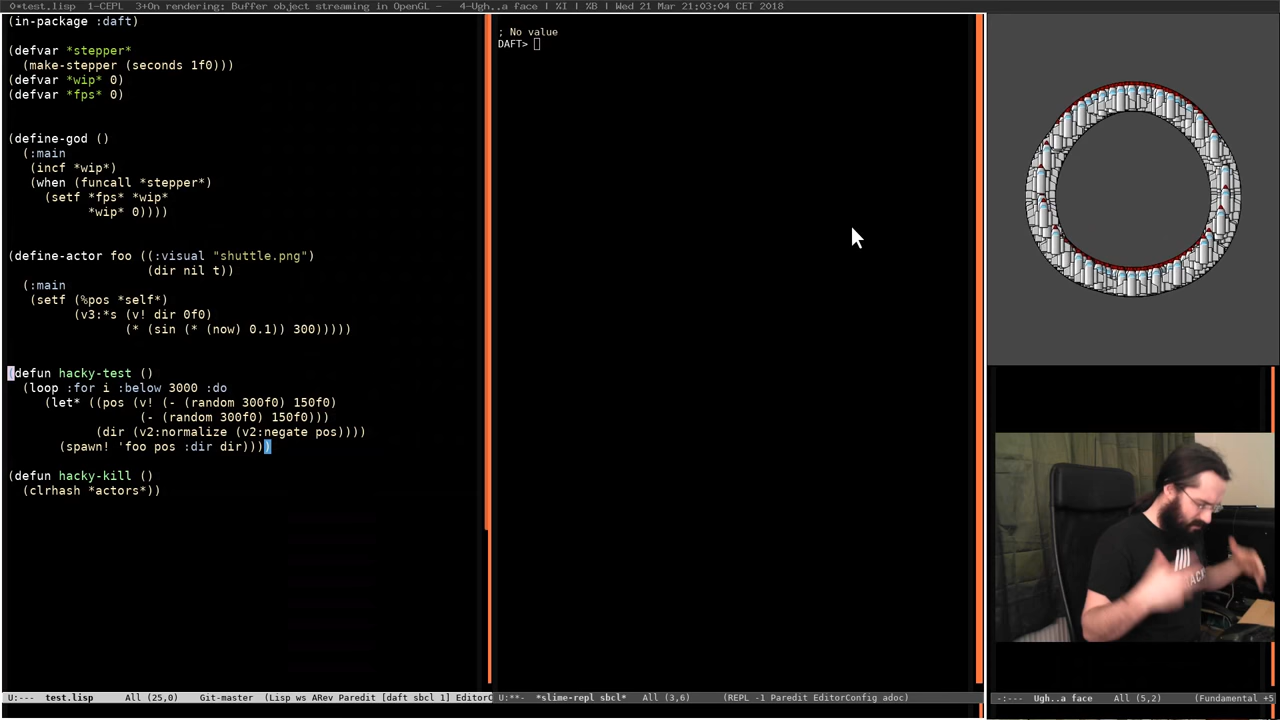 0*test.lisp  1-CEPL  3+On rendering: Buffer object streaming in OpenGL -   4-Ugh..a face | %I | %B | Wed 21 Mar 21:03:04 CET 2018
(in-package :daft)
(defvar *stepper*
  (make-stepper (seconds 1f0)))
(defvar *wip* 0)
(defvar *fps* 0)
(define-god ()
  (:main
   (incf *wip*)
   (when (funcall *stepper*)
     (setf *fps* *wip*
           *wip* 0))))
(define-actor foo ((:visual "shuttle.png")
                   (dir nil t))
  (:main
   (setf (%pos *self*)
         (v3:*s (v! dir 0f0)
                (* (sin (* (now) 0.1)) 300)))))
(defun hacky-test ()
  (loop :for i :below 3000 :do
     (let* ((pos (v! (- (random 300f0) 150f0)
                  (- (random 300f0) 150f0)))
            (dir (v2:normalize (v2:negate pos))))
       (spawn! 'foo pos :dir dir))))
(defun hacky-kill ()
  (clrhash *actors*))
; No value
DAFT>
U:---  test.lisp      All (25,0)     Git-master  (Lisp ws ARev Paredit [daft sbcl 1] EditorC
U:**-  *slime-repl sbcl*   All (3,6)      (REPL -1 Paredit EditorConfig adoc)
-:---  Ugh..a face    All (5,2)      (Fundamental +5